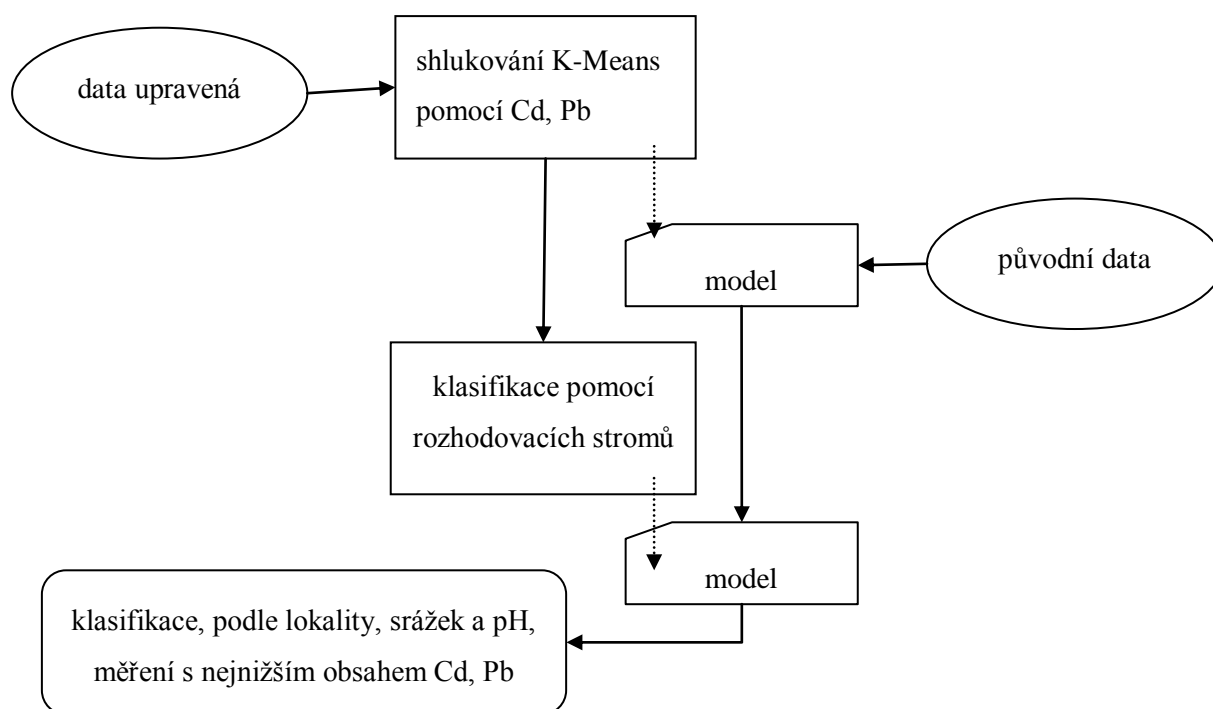 data upravená
shlukování K-Means
pomocí Cd, Pb
model
původní data
klasifikace pomocí
rozhodovacích stromů
model
klasifikace, podle lokality, srážek a pH,
měření s nejnižším obsahem Cd, Pb